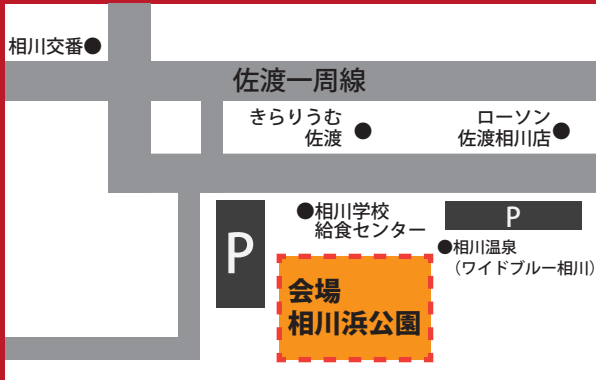 相川交番●
佐渡一周線
きらりうむ
佐渡 ●
ローソン
佐渡相川店●
●相川学校
給食センター
P
P
●相川温泉
（ワイドブルー相川）
会場
相川浜公園